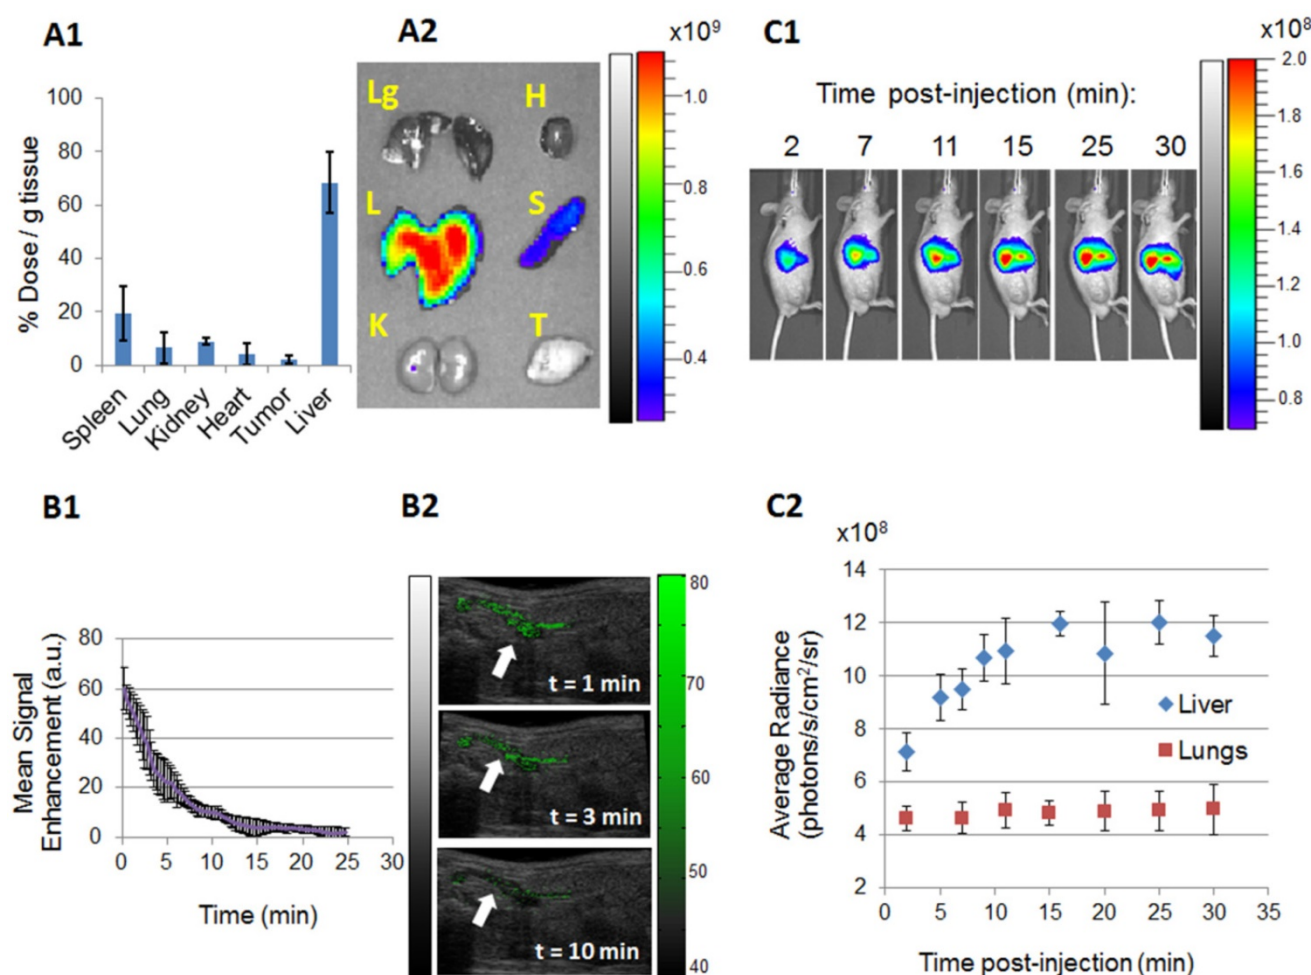 A1
% Dose / g tissue
100
80
60
40
20
0
Spleen
Lung
Kidney
Heart
Tumor
Liver
A2
x10⁹
Lg
H
L
S
K
T
1.0
0.8
0.6
0.4
C1
x10⁸
Time post-injection (min):
2 7 11 15 25 30
2.0
1.8
1.6
1.4
1.2
1.0
0.8
B1
Mean Signal
Enhancement (a.u.)
80
60
40
20
0
0 5 10 15 20 25 30
Time (min)
B2
t = 1 min
t = 3 min
t = 10 min
80
70
60
50
40
C2
x10⁸
Average Radiance
(photons/s/cm²/sr)
14
12
10
8
6
4
2
Liver
Lungs
0 5 10 15 20 25 30 35
Time post-injection (min)